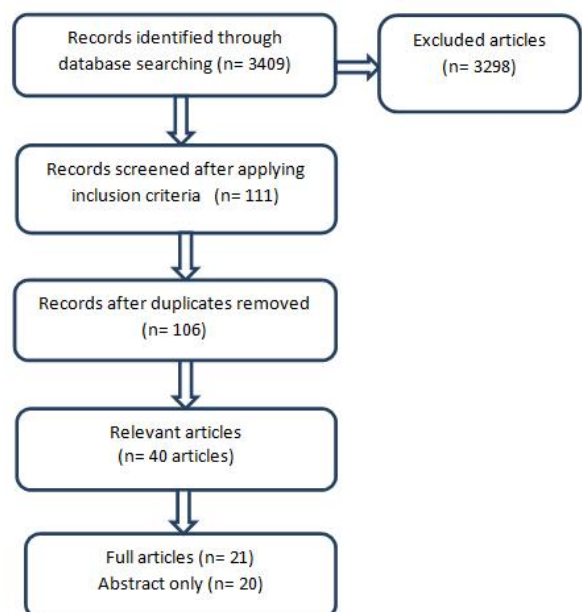 Records identified through
database searching (n= 3409)
Excluded articles
(n= 3298)
Records screened after applying
inclusion criteria (n= 111)
Records after duplicates removed
(n= 106)
Relevant articles
(n= 40 articles)
Full articles (n= 21)
Abstract only (n= 20)